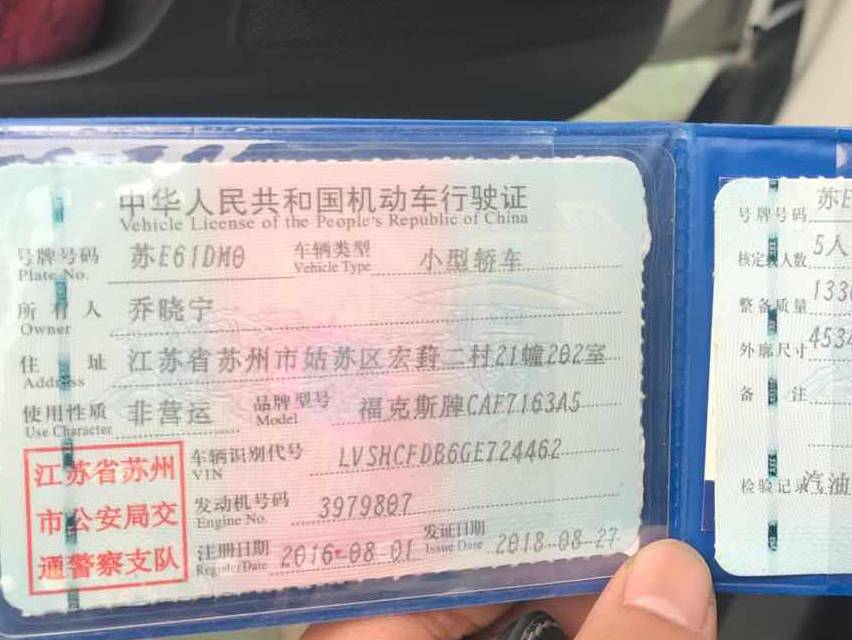 中华人民共和国机动车行驶证
Vehicle License of the People's Republic of China
号牌号码 苏E61DM0 车辆类型 小型轿车
Plate No. Vehicle Type
所有人 乔晓宁
Owner
住址 江苏省苏州市姑苏区宏葑二村21幢202室
Address
使用性质 非营运 品牌型号 福克斯牌CAF7163A5
Use Character Model
车辆识别代号 LVSHCFDB6GE724462
VIN
发动机号码 3979807
Engine No.
注册日期 2016-08-01 发证日期 2018-08-27
Register Date Issue Date
江苏省苏州
市公安局交
通警察支队
号牌号码 苏E
核定载人数 5人
整备质量 133
外廓尺寸 4534
备注
检验记录 汽油